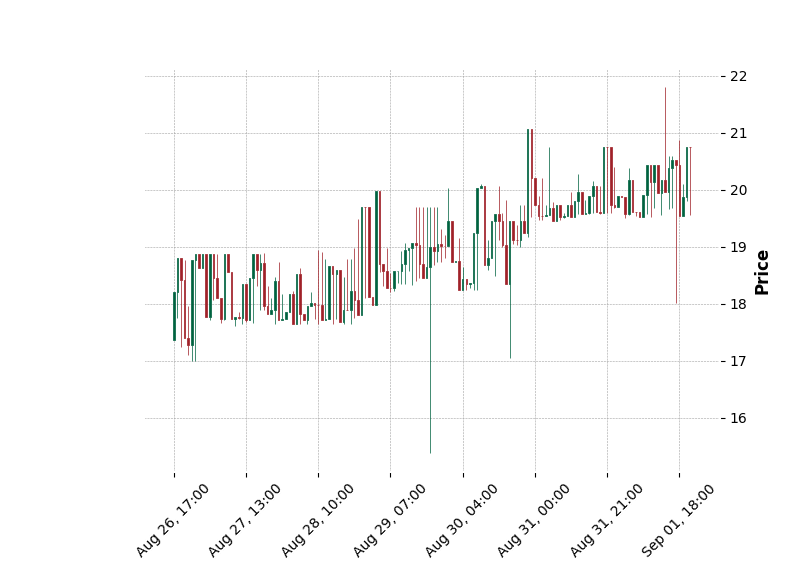 22
21
20
19
18
17
16
Price
Aug 26, 17:00
Aug 27, 13:00
Aug 28, 10:00
Aug 29, 07:00
Aug 30, 04:00
Aug 31, 00:00
Aug 31, 21:00
Sep 01, 18:00